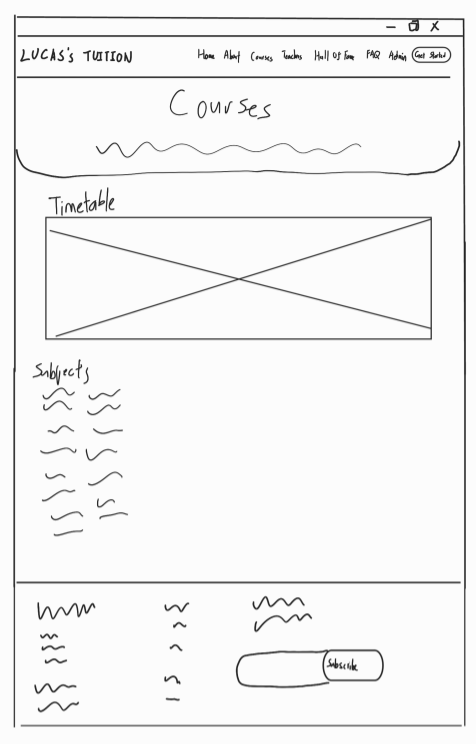 LUCAS's TUITION Home About Courses Teachers Hall Of Fame FAQ Admin Get Started
Courses
Timetable
Subjects
Subscribe